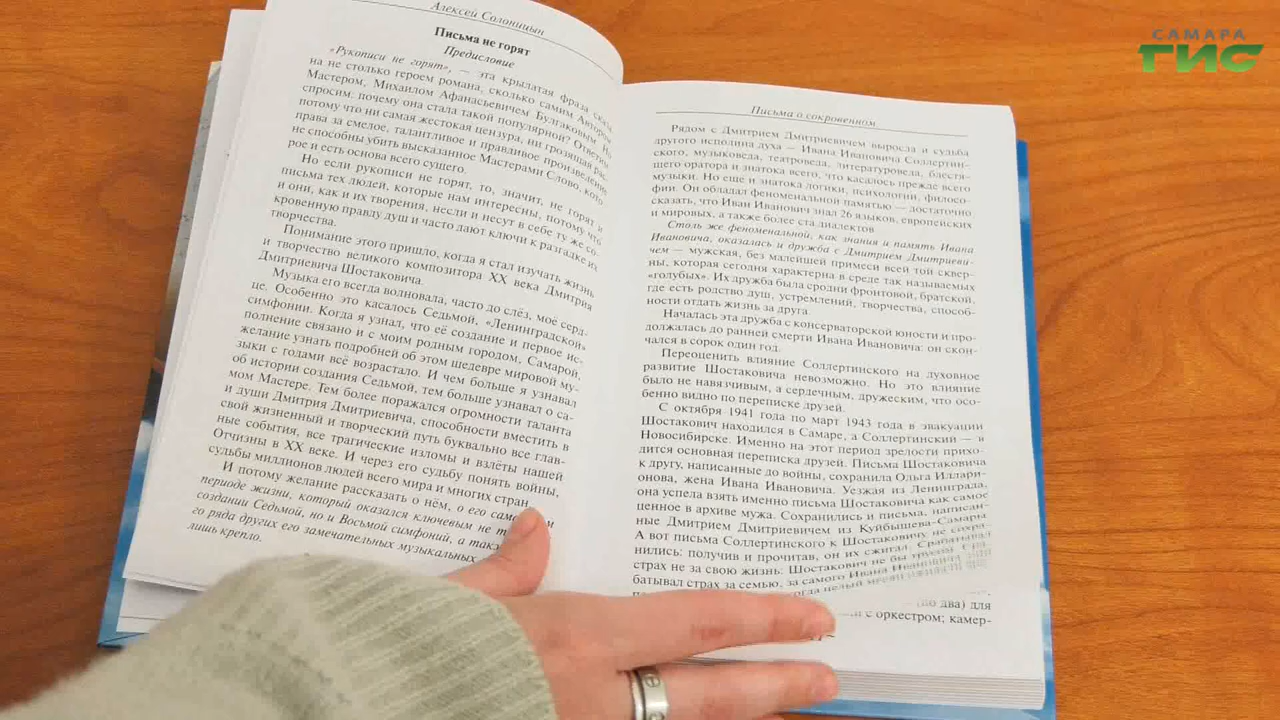 Алексей Солоницын
Письма не горят
Предисловие
«Рукописи не горят», — эта крылатая фраза сказа-
на не столько героем романа, сколько самим Автором,
Мастером, Михаилом Афанасьевичем Булгаковым. Но
спросим: почему она стала такой популярной? Ответим:
потому что ни самая жестокая цензура, ни грозящая рас-
права за смелое, талантливое и правдивое произведение
не способны убить высказанное Мастерами Слово, кото-
рое и есть основа всего сущего.
Но если рукописи не горят, то, значит, не горят и
письма тех людей, которые нам интересны, потому что
и они, как и их творения, несли и несут в себе ту же со-
кровенную правду душ и часто дают ключи к разгадке их
творчества.
Понимание этого пришло, когда я стал изучать жизнь
и творчество великого композитора XX века Дмитрия
Дмитриевича Шостаковича.
Музыка его всегда волновала, часто до слёз, моё серд-
це. Особенно это касалось Седьмой, «Ленинградской»
симфонии. Когда я узнал, что её создание и первое ис-
полнение связано и с моим родным городом, Самарой,
желание узнать подробней об этом шедевре мировой му-
зыки с годами всё возрастало. И чем больше я узнавал
об истории создания Седьмой, тем больше узнавал о са-
мом Мастере. Тем более поражался огромности таланта
и души Дмитрия Дмитриевича, способности вместить в
свой жизненный и творческий путь буквально все глав-
ные события, все трагические изломы и взлёты нашей
Отчизны в XX веке. И через его судьбу понять войны,
судьбы миллионов людей всего мира и многих стран.
И потому желание рассказать о нём, о его
периоде жизни, который оказался ключевым не
создании Седьмой, но и Восьмой симфоний, а
го ряда других его замечательных музыкальных
лишь крепло.
Письма о сокровенном
Рядом с Дмитрием Дмитриевичем выросла и судьба
другого исполина духа — Ивана Ивановича Соллертин-
ского, музыковеда, театроведа, литературоведа, блестя-
щего оратора и знатока всего, что касалось прежде всего
музыки. Но еще и знатока логики, психологии, филосо-
фии. Он обладал феноменальной памятью — достаточно
сказать, что Иван Иванович знал 26 языков, европейских
и мировых, а также более ста диалектов.
Столь же феноменальной, как знания и память Ивана
Ивановича, оказалась и дружба с Дмитрием Дмитриеви-
чем — мужская, без малейшей примеси всей той сквер-
ны, которая сегодня характерна в среде так называемых
«голубых». Их дружба была сродни фронтовой, братской,
где есть родство душ, устремлений, творчества, способ-
ности отдать жизнь за друга.
Началась эта дружба с консерваторской юности и про-
должалась до ранней смерти Ивана Ивановича: он скон-
чался в сорок один год.
Переоценить влияние Соллертинского на духовное
развитие Шостаковича невозможно. Но это влияние
было не навязчивым, а сердечным, дружеским, что осо-
бенно видно по переписке друзей.
С октября 1941 года по март 1943 года в эвакуации
Шостакович находился в Самаре, а Соллертинский — в
Новосибирске. Именно на этот период зрелости прихо-
дится основная переписка друзей. Письма Шостаковича
к другу, написанные до войны, сохранила Ольга Иллари-
онова, жена Ивана Ивановича. Уезжая из Ленинграда,
она успела взять именно письма Шостаковича как самое
ценное в архиве мужа. Сохранились и письма, написан-
ные Дмитрием Дмитриевичем из Куйбышева-Самары.
А вот письма Соллертинского к Шостаковичу не сохра-
нились: получив и прочитав, он их сжигал. Срабатывал
страх не за свою жизнь: Шостакович не бы
батывал страх за семью, за самого Ивана Ивановича
(по два) для
с оркестром; камер-
САМАРА
ГИС